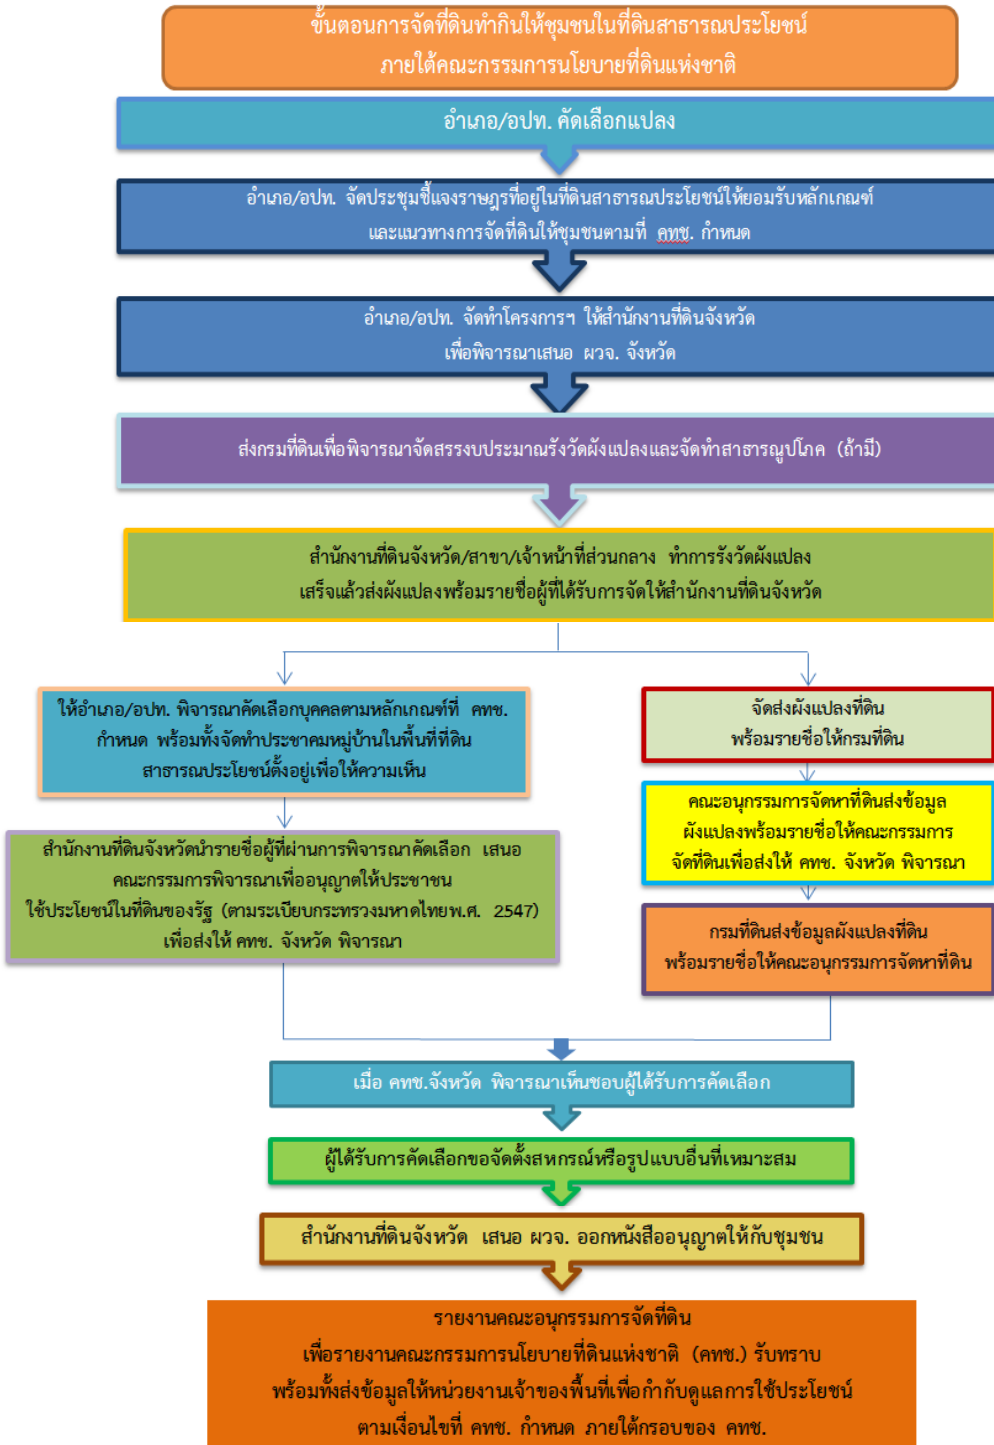 ขั้นตอนการจัดที่ดินทำกินให้ชุมชนในที่ดินสาธารณประโยชน์
ภายใต้คณะกรรมการนโยบายที่ดินแห่งชาติ
อำเภอ/อปท. คัดเลือกแปลง
อำเภอ/อปท. จัดประชุมชี้แจงราษฎรที่อยู่ในที่ดินสาธารณประโยชน์ให้ยอมรับหลักเกณฑ์
และแนวทางการจัดที่ดินให้ชุมชนตามที่ คทช. กำหนด
อำเภอ/อปท. จัดทำโครงการฯ ให้สำนักงานที่ดินจังหวัด
เพื่อพิจารณาเสนอ ผวจ. จังหวัด
ส่งกรมที่ดินเพื่อพิจารณาจัดสรรงบประมาณรังวัดผังแปลงและจัดทำสาธารณูปโภค (ถ้ามี)
สำนักงานที่ดินจังหวัด/สาขา/เจ้าหน้าที่ส่วนกลาง ทำการรังวัดผังแปลง
เสร็จแล้วส่งผังแปลงพร้อมรายชื่อผู้ที่ได้รับการจัดให้สำนักงานที่ดินจังหวัด
ให้อำเภอ/อปท. พิจารณาคัดเลือกบุคคลตามหลักเกณฑ์ที่ คทช.
กำหนด พร้อมทั้งจัดทำประชาคมหมู่บ้านในพื้นที่ที่ดิน
สาธารณประโยชน์ตั้งอยู่เพื่อให้ความเห็น
สำนักงานที่ดินจังหวัดนำรายชื่อผู้ที่ผ่านการพิจารณาคัดเลือก เสนอ
คณะกรรมการพิจารณาเพื่ออนุญาตให้ประชาชน
ใช้ประโยชน์ในที่ดินของรัฐ (ตามระเบียบกระทรวงมหาดไทยพ.ศ. 2547)
เพื่อส่งให้ คทช. จังหวัด พิจารณา
จัดส่งผังแปลงที่ดิน
พร้อมรายชื่อให้กรมที่ดิน
คณะอนุกรรมการจัดหาที่ดินส่งข้อมูล
ผังแปลงพร้อมรายชื่อให้คณะกรรมการ
จัดที่ดินเพื่อส่งให้ คทช. จังหวัด พิจารณา
กรมที่ดินส่งข้อมูลผังแปลงที่ดิน
พร้อมรายชื่อให้คณะอนุกรรมการจัดหาที่ดิน
เมื่อ คทช.จังหวัด พิจารณาเห็นชอบผู้ได้รับการคัดเลือก
ผู้ได้รับการคัดเลือกขอจัดตั้งสหกรณ์หรือรูปแบบอื่นที่เหมาะสม
สำนักงานที่ดินจังหวัด เสนอ ผวจ. ออกหนังสืออนุญาตให้กับชุมชน
รายงานคณะอนุกรรมการจัดที่ดิน
เพื่อรายงานคณะกรรมการนโยบายที่ดินแห่งชาติ (คทช.) รับทราบ
พร้อมทั้งส่งข้อมูลให้หน่วยงานเจ้าของพื้นที่เพื่อกำกับดูแลการใช้ประโยชน์
ตามเงื่อนไขที่ คทช. กำหนด ภายใต้กรอบของ คทช.